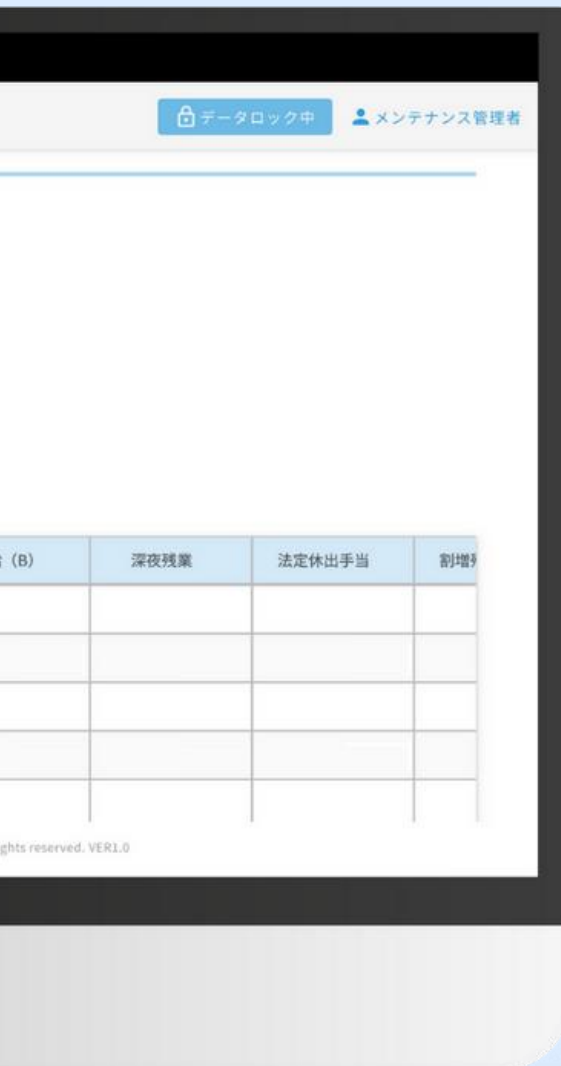 データロック中 メンテナンス管理者
(B) 深夜残業 法定休出手当 割増
ghts reserved. VER1.0